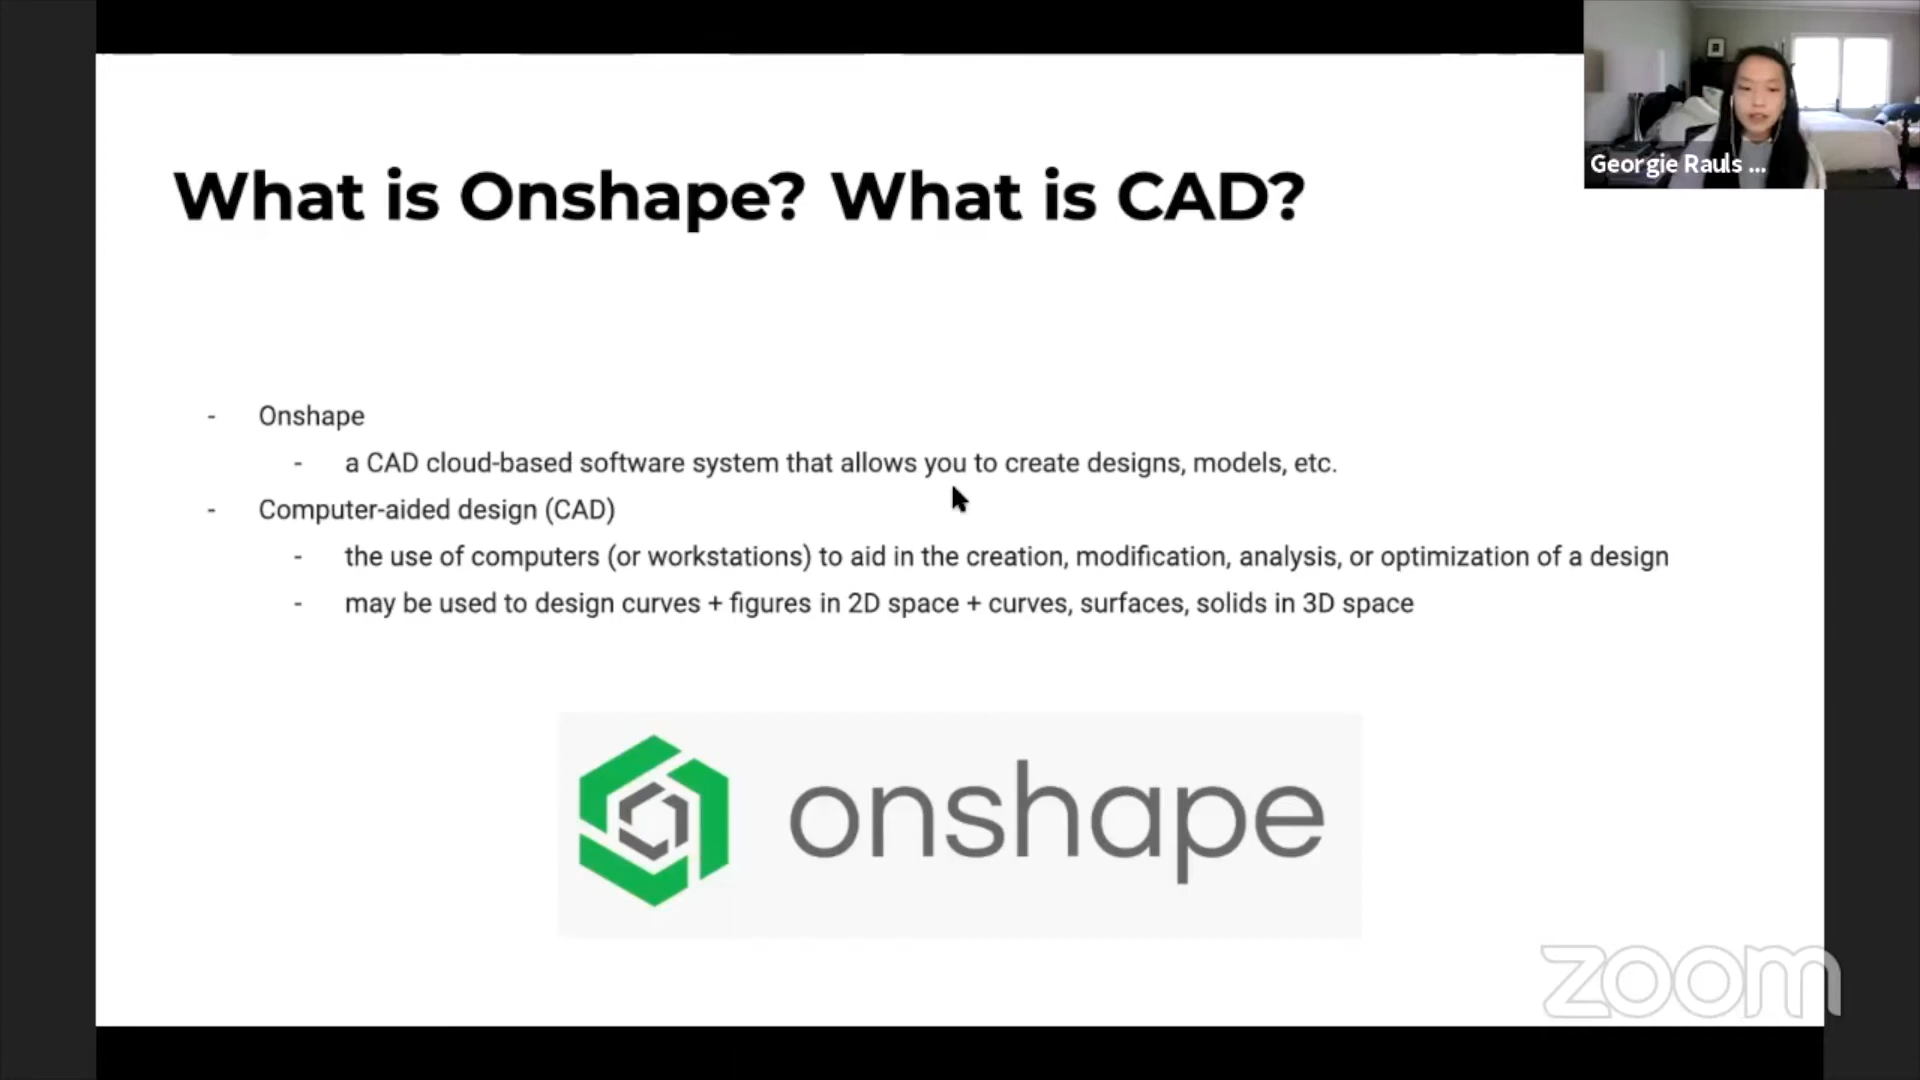 Georgie Rauls ...
What is Onshape? What is CAD?
- Onshape
- a CAD cloud-based software system that allows you to create designs, models, etc.
- Computer-aided design (CAD)
- the use of computers (or workstations) to aid in the creation, modification, analysis, or optimization of a design
- may be used to design curves + figures in 2D space + curves, surfaces, solids in 3D space
onshape
zoom